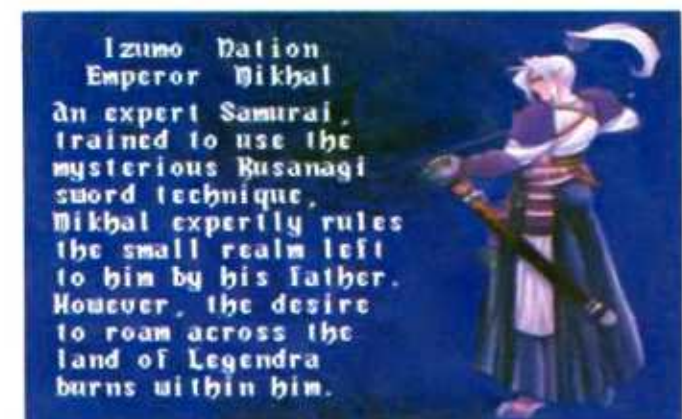 Izumo Nation
Emperor Mikhal
An expert Samurai,
trained to use the
mysterious Kusanagi
sword technique,
Mikhal expertly rules
the small realm left
to him by his father.
However, the desire
to roam across the
land of Legendra
burns within him.